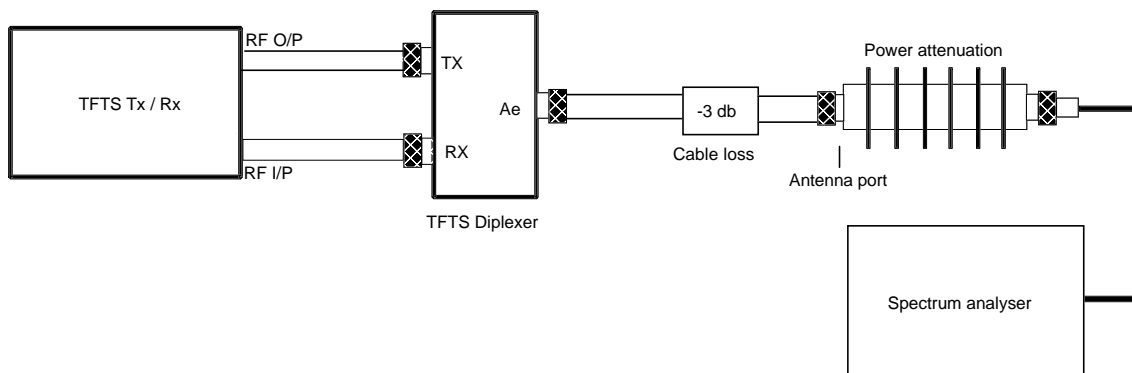 RF O/P
Power attenuation
TX
TFTS Tx / Rx
Ae
-3 db
RX
Cable loss
RF I/P
Antenna port
TFTS Diplexer
Spectrum analyser